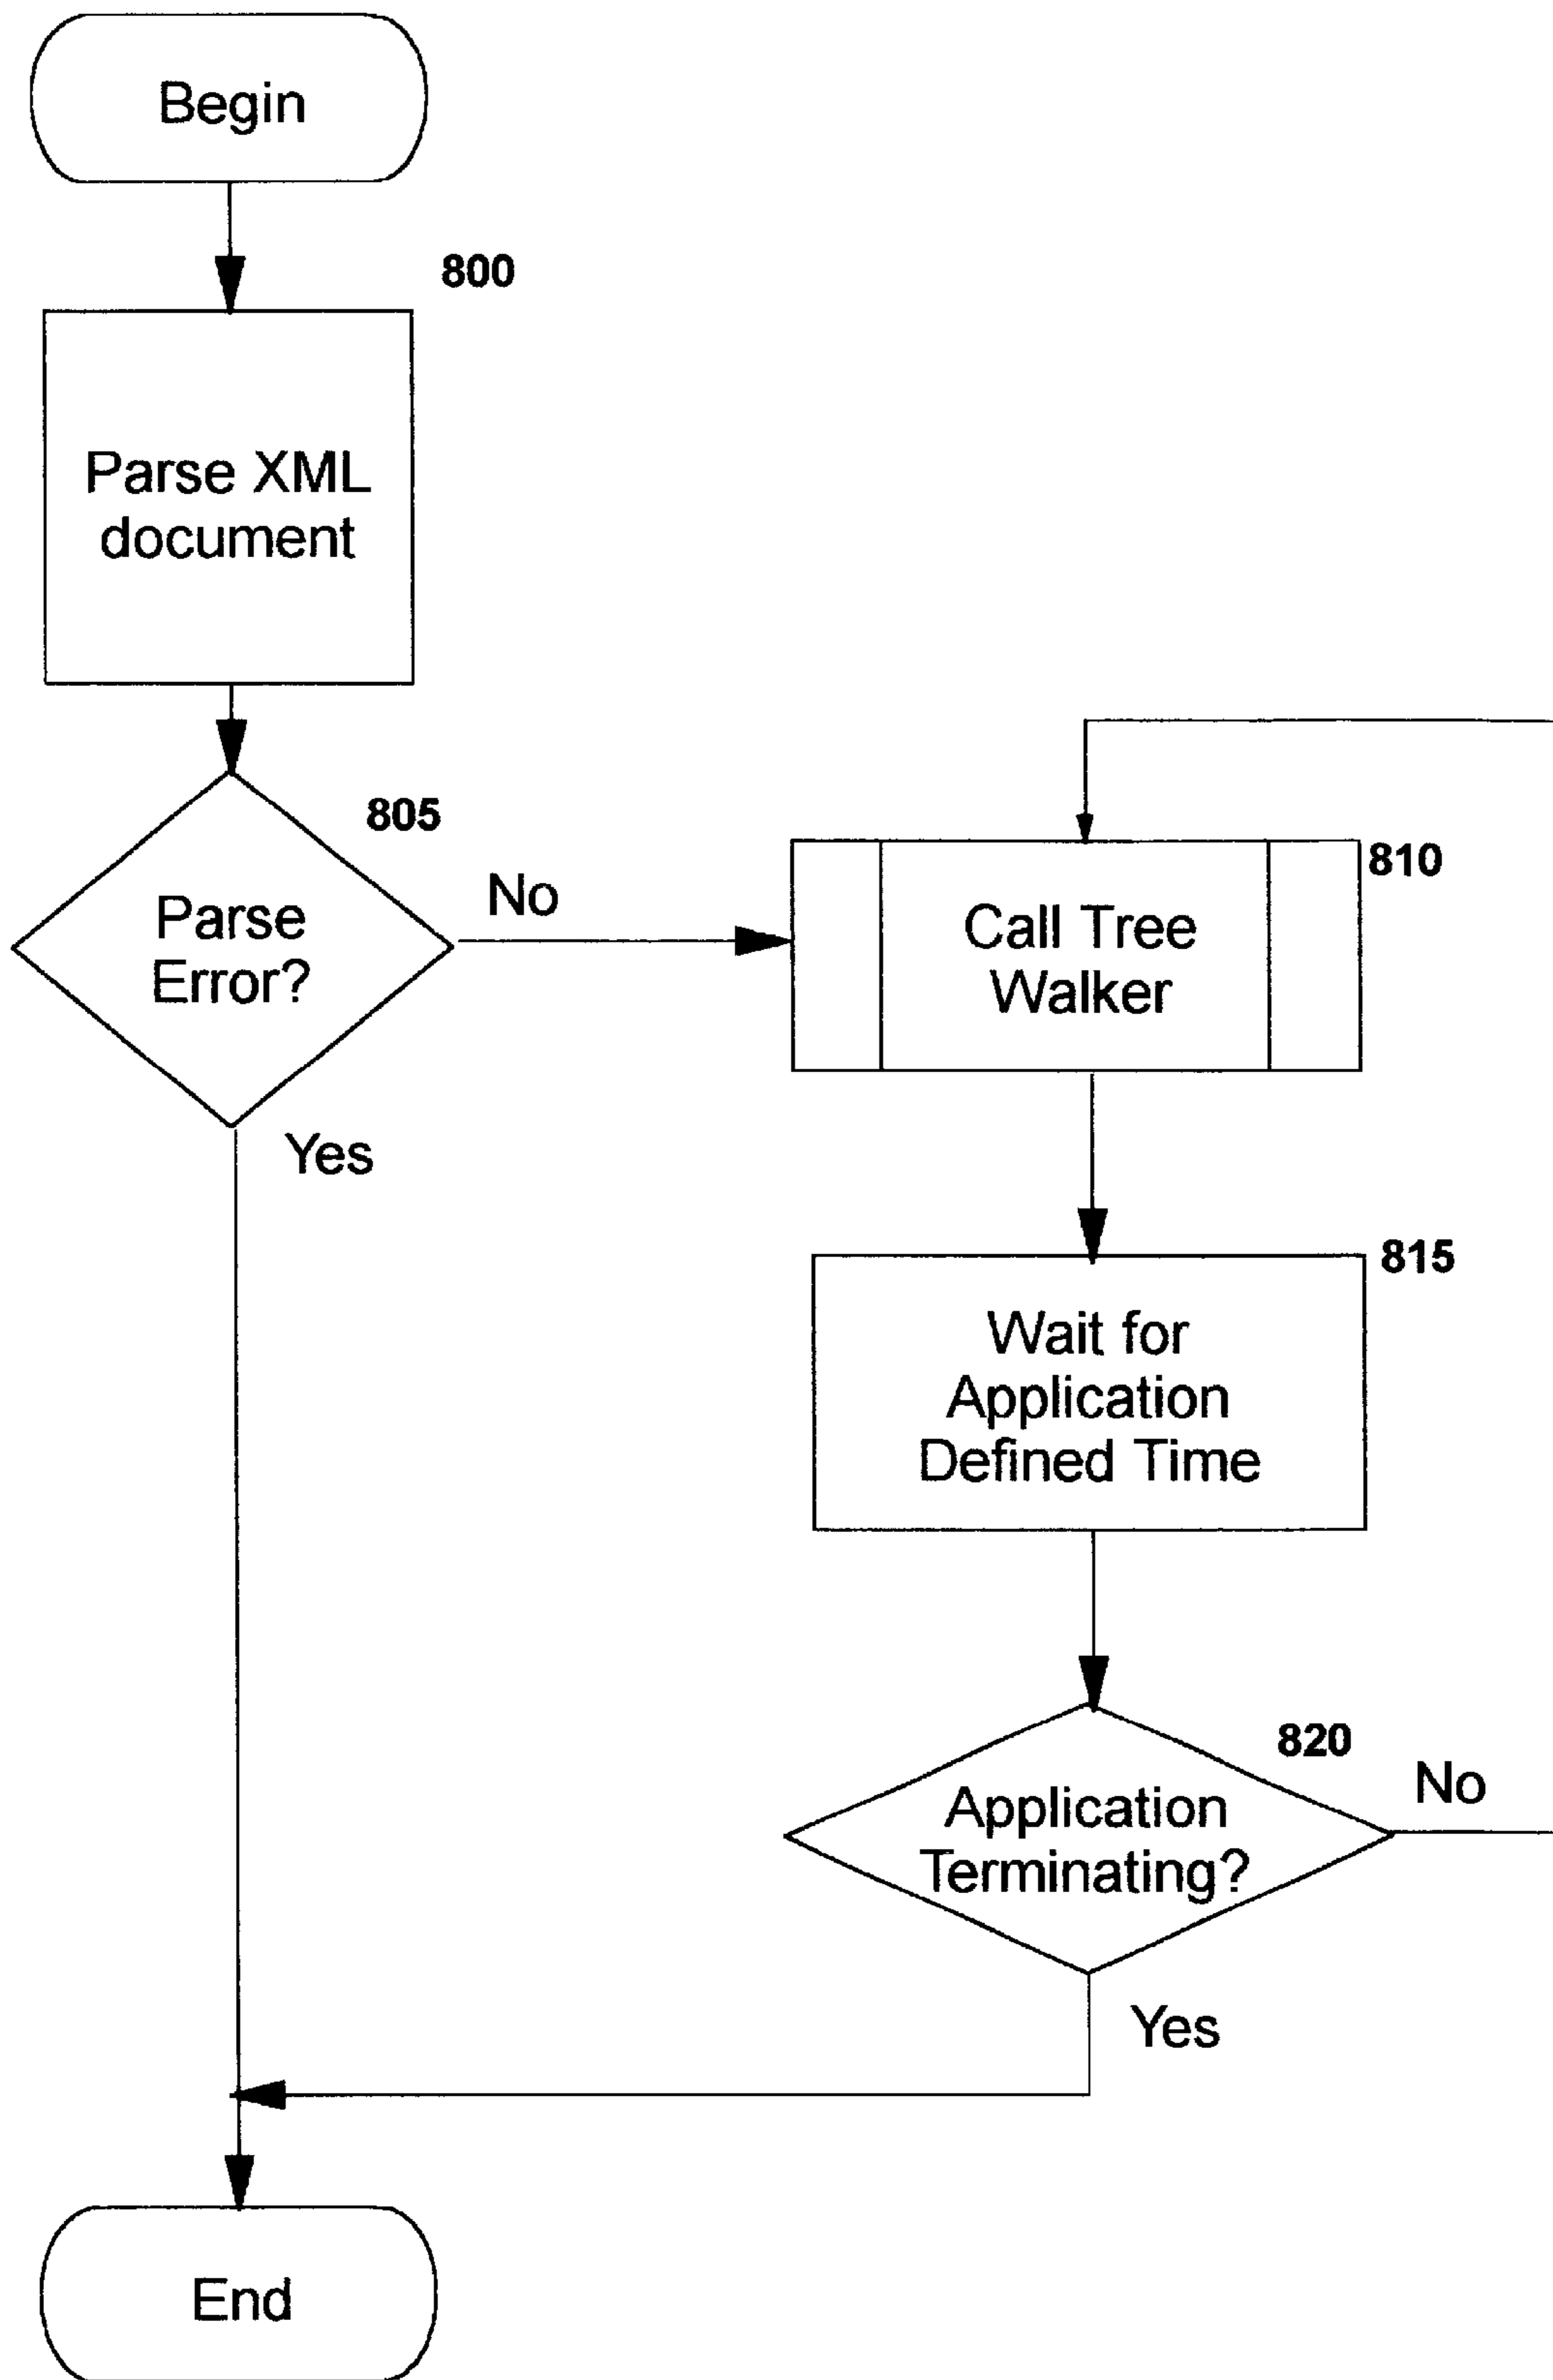 Begin
800
Parse XML
document
805
Parse
Error?
No
Yes
810
Call Tree
Walker
815
Wait for
Application
Defined Time
820
Application
Terminating?
No
Yes
End